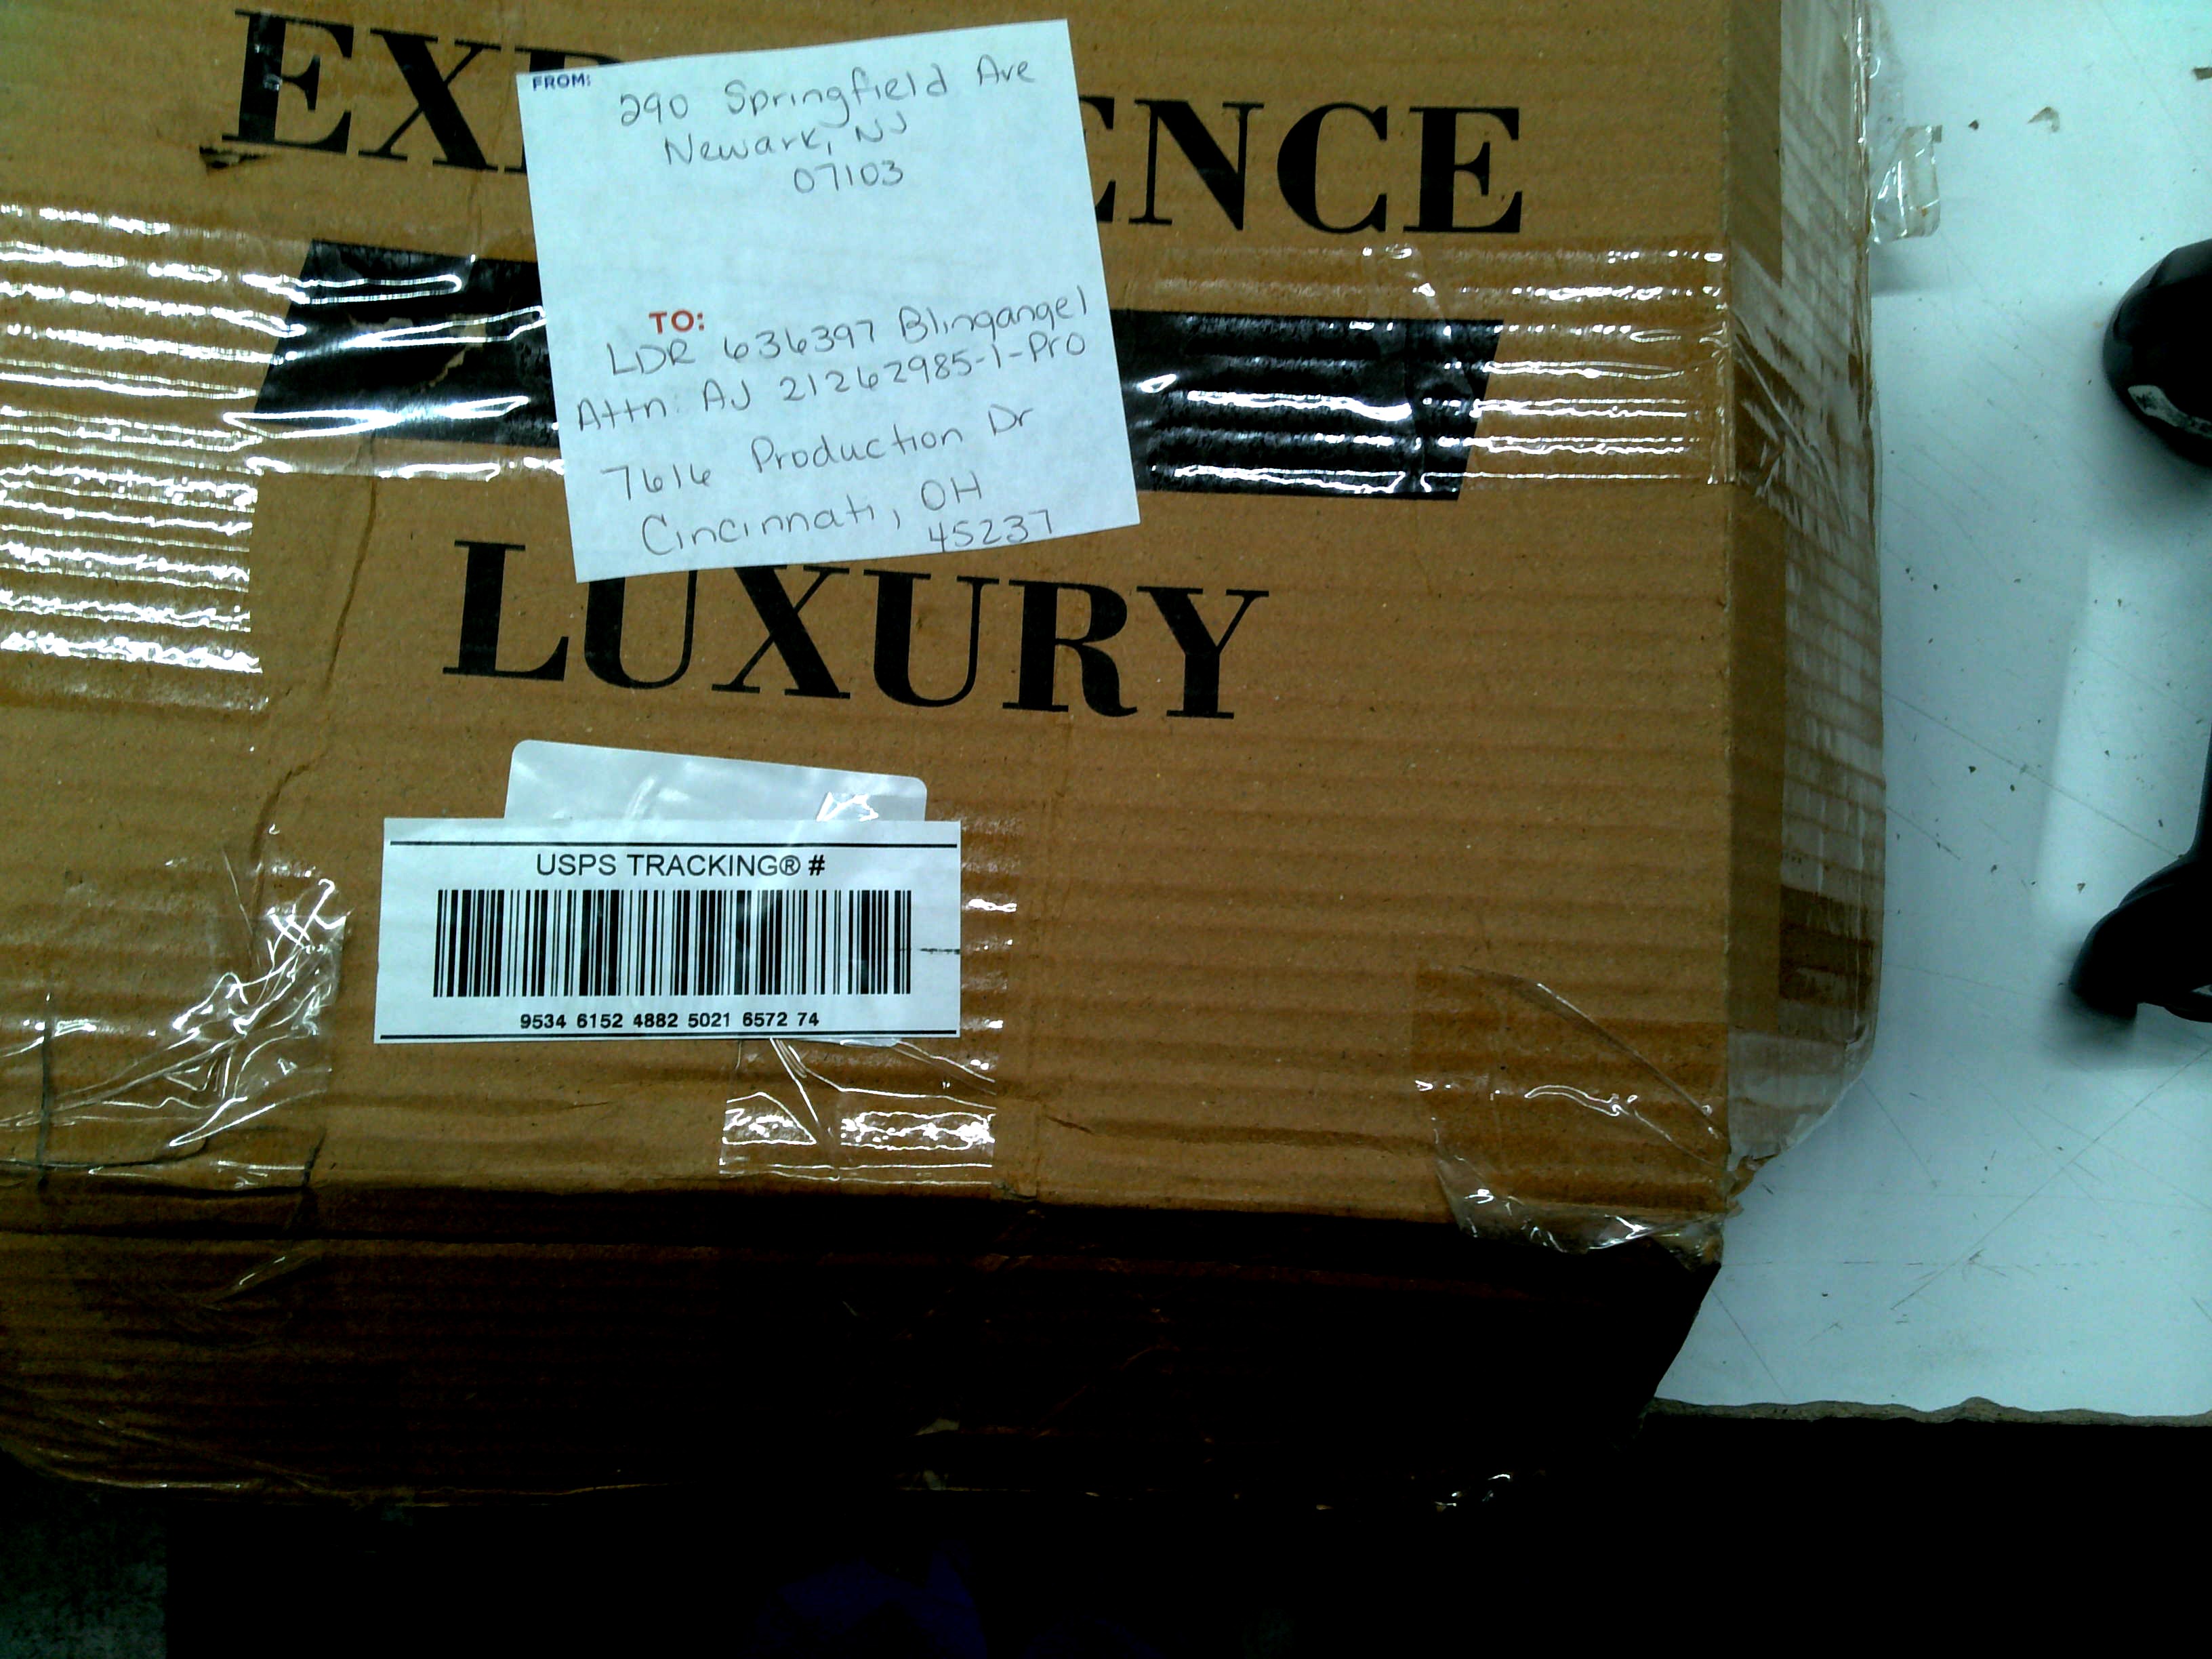 FROM:
290 Springfield Ave
Newark, NJ
07103
ENCE
TO:
LDR 636397 Blingangel
Attn: AJ 21262985-1-Pro
7616 Production Dr
Cincinnati, OH
45237
LUXURY
USPS TRACKING® #
9534 6152 4882 5021 6572 74